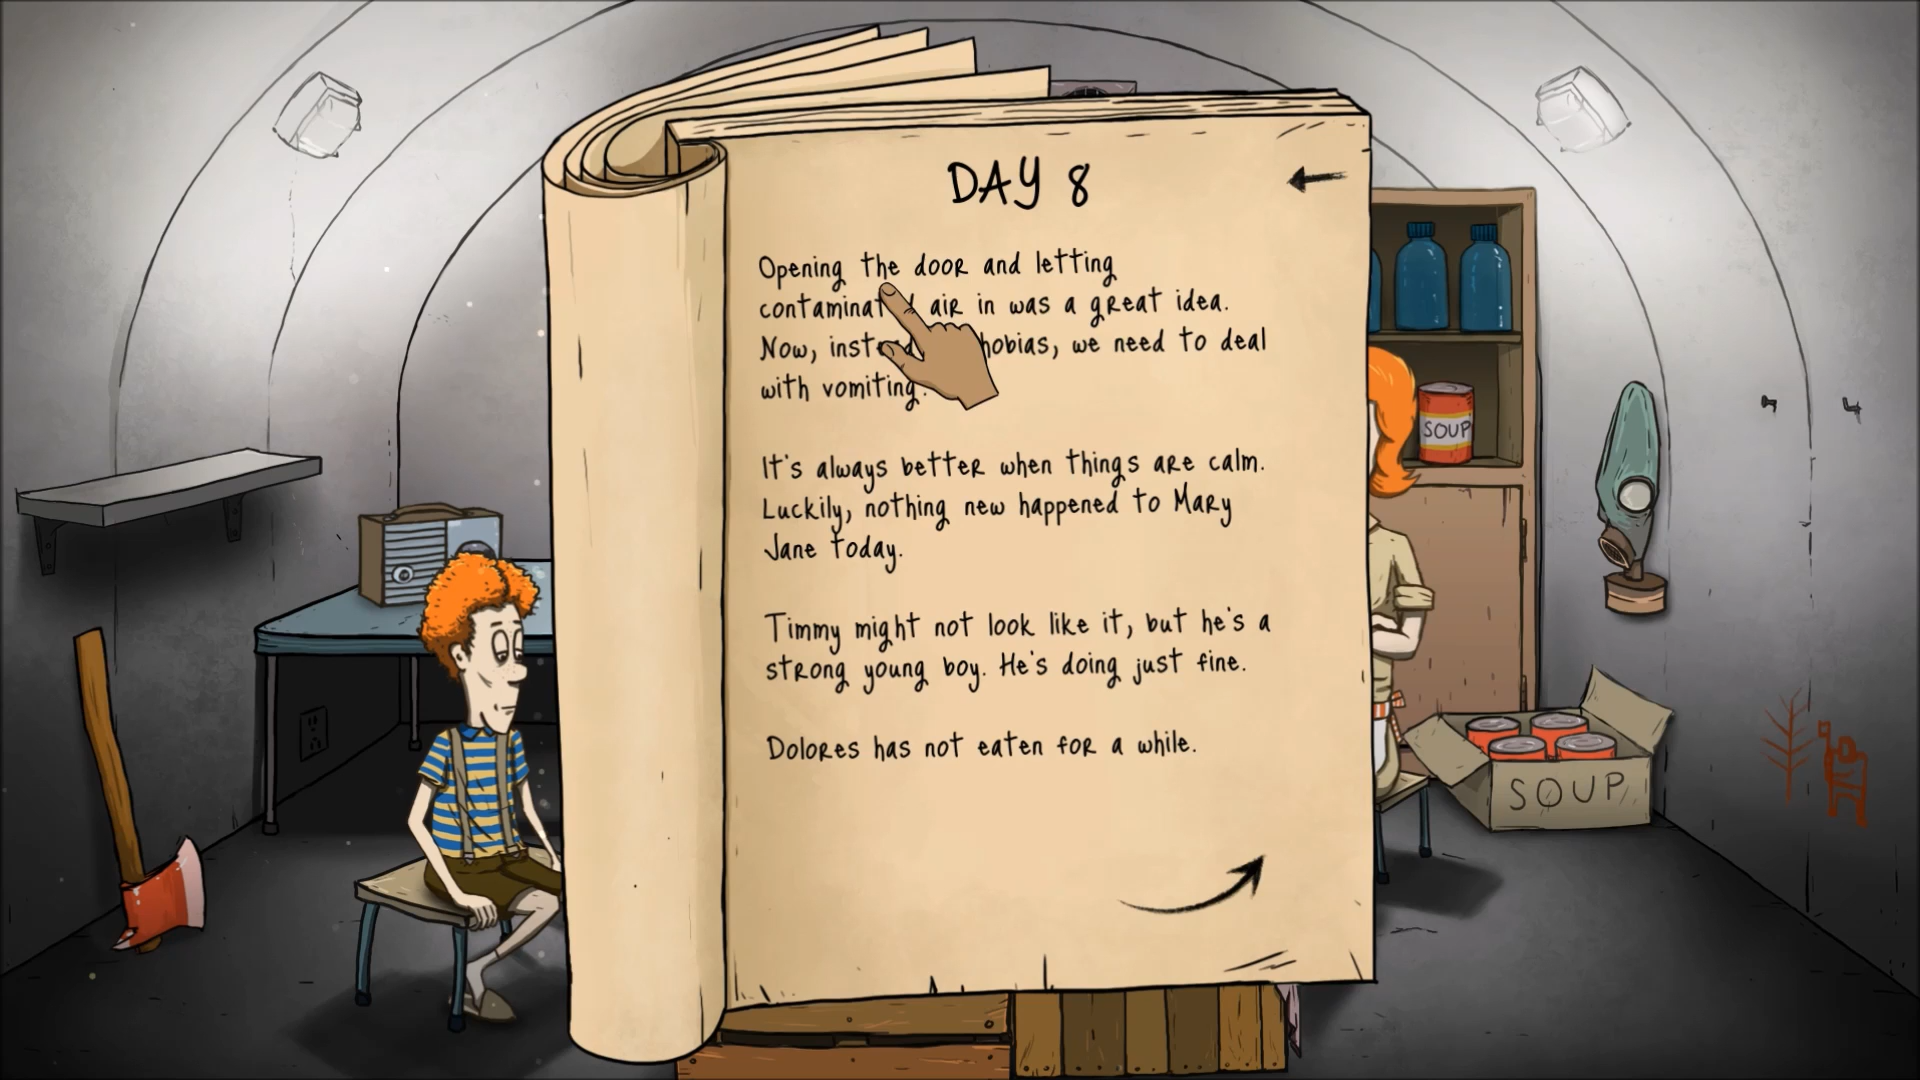 DAY 8
Opening the door and letting
air in was a great idea.
Now, we need to deal
with vomiting.
It's always better when things are calm.
Luckily, nothing new happened to Mary
Jane today.
Timmy might not look like it, but he's a
strong young boy. He's doing just fine.
Dolores has not eaten for a while.
SOUP
SOUP